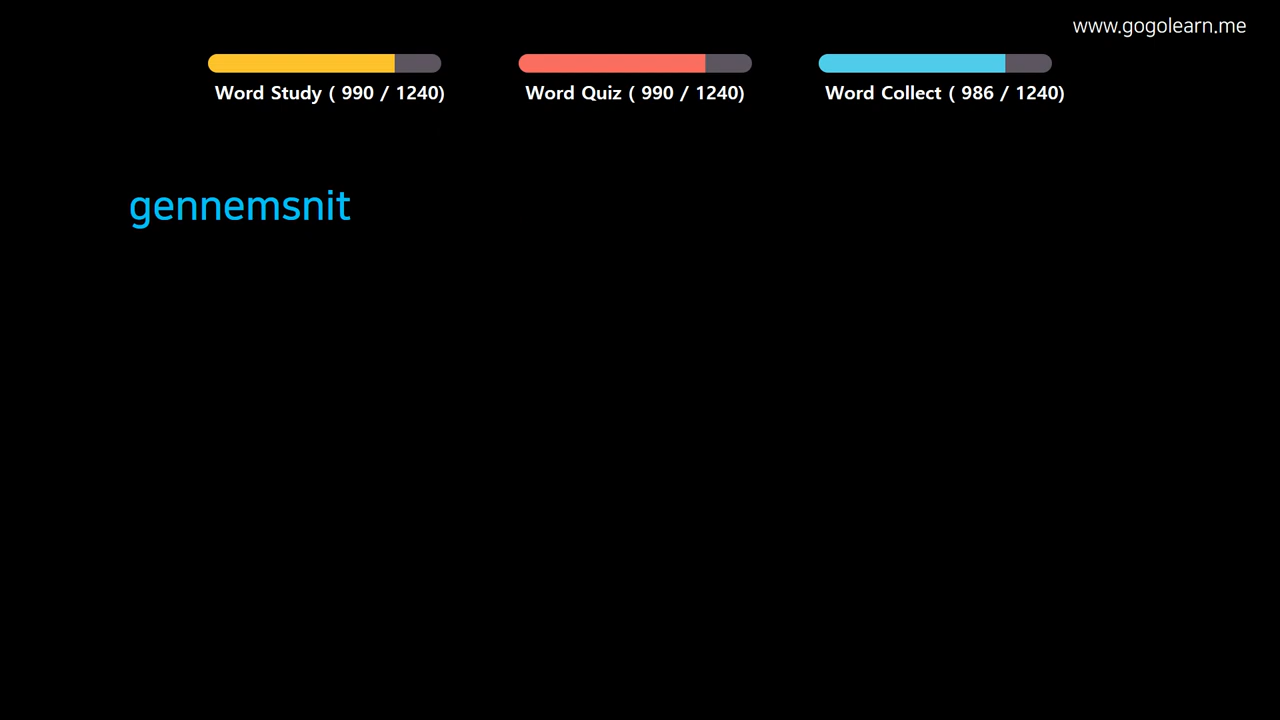 www.gogolearn.me
Word Study ( 990 / 1240)
Word Quiz ( 990 / 1240)
Word Collect ( 986 / 1240)
gennemsnit